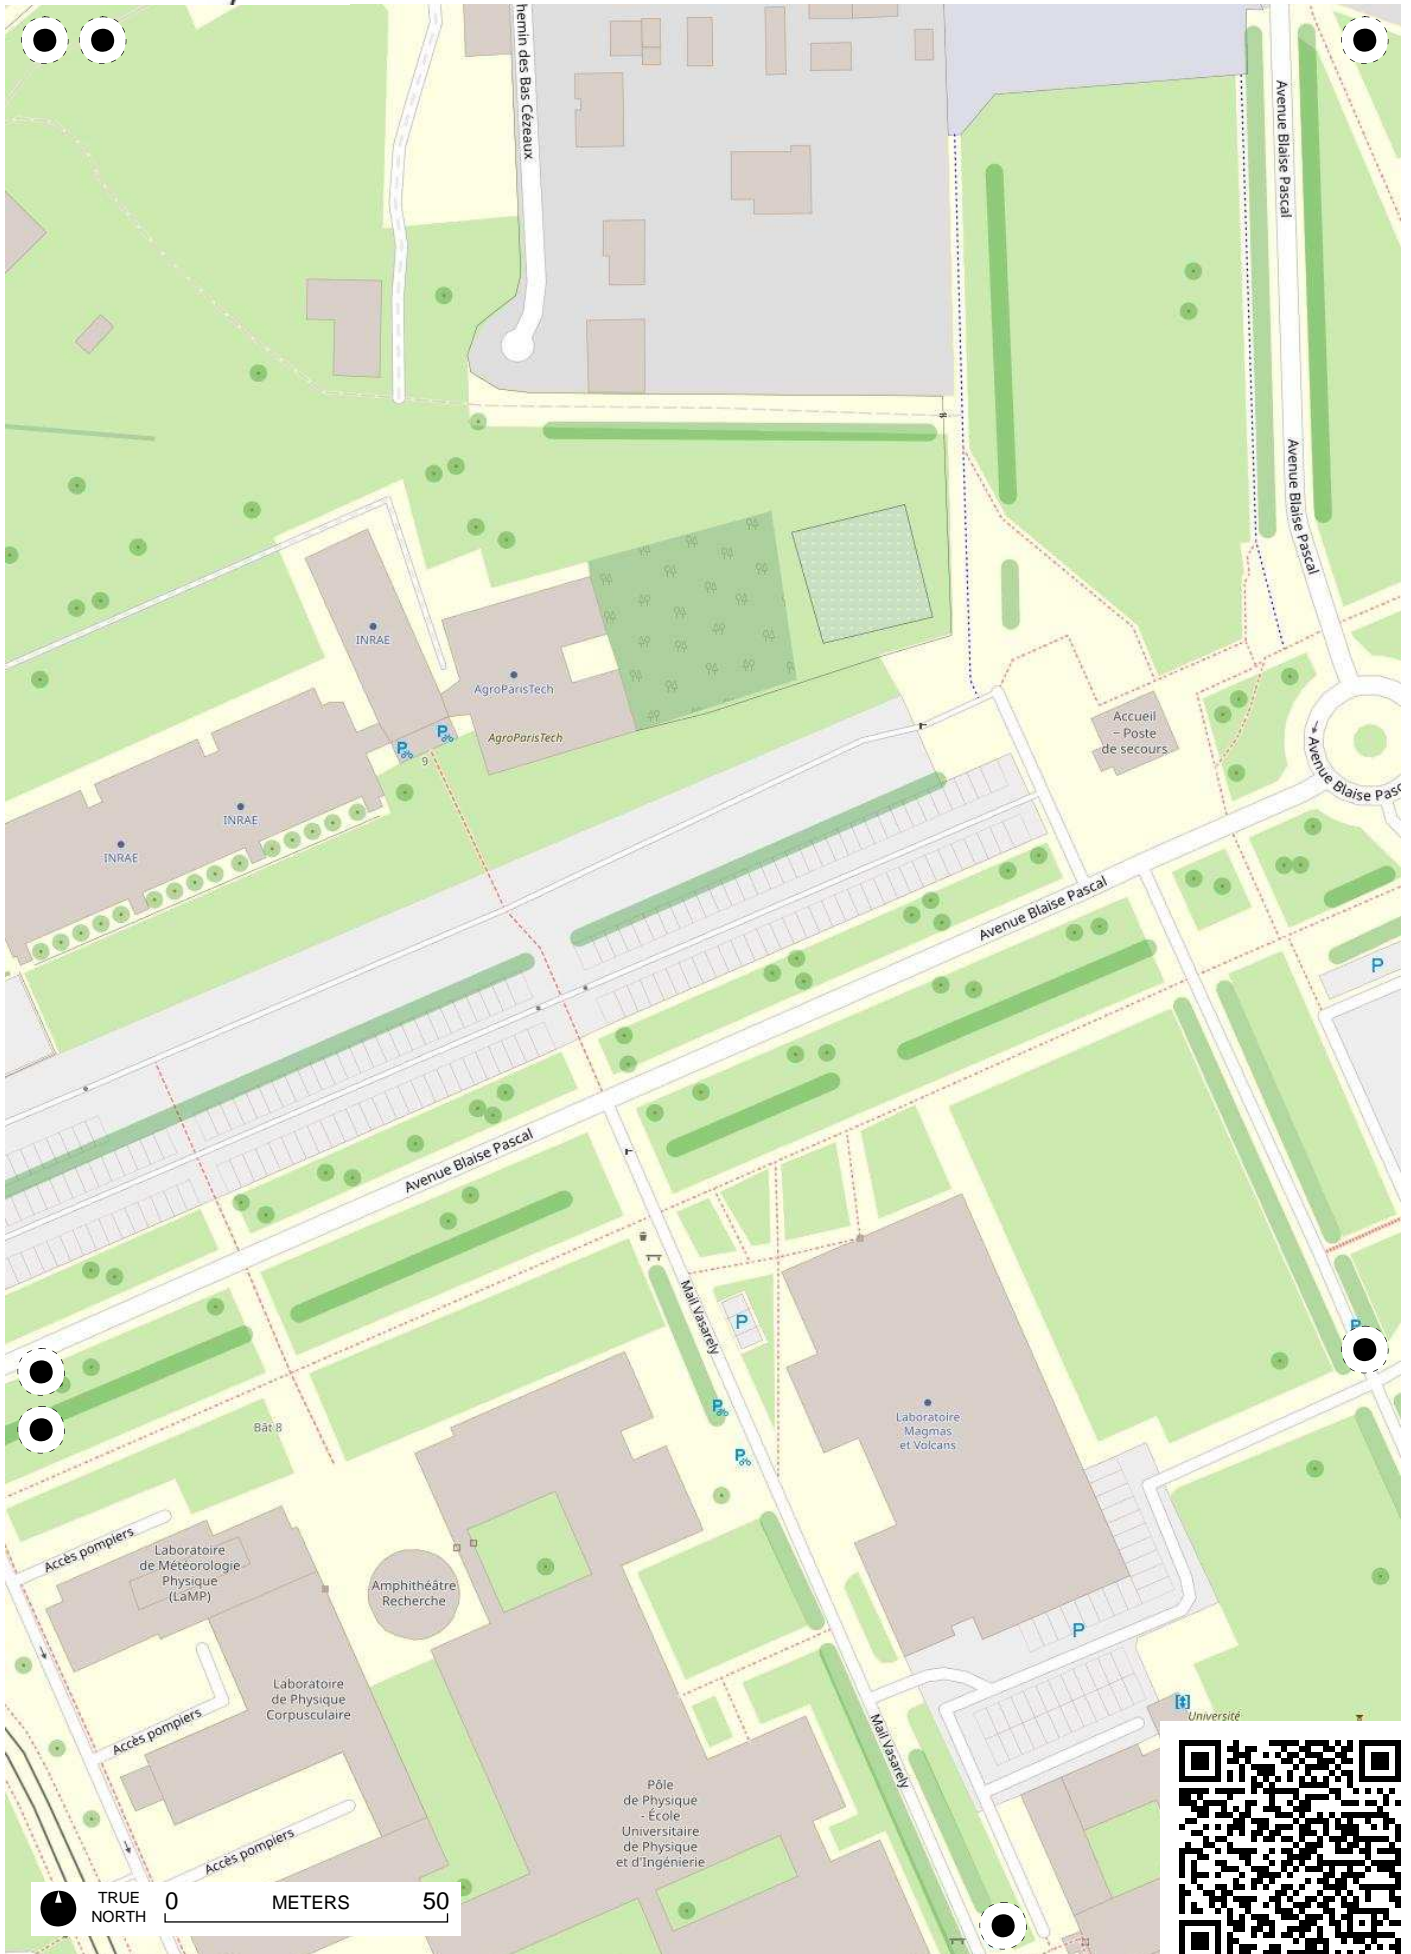 hemin des Bas Cézeaux
Avenue Blaise Pascal
Avenue Blaise Pascal
INRAE
AgroParisTech
AgroParisTech
9
Accueil
– Poste
de secours
Avenue Blaise Pasc
INRAE
INRAE
Avenue Blaise Pascal
P
Avenue Blaise Pascal
Mail Vasarely
P
P
P
P
P
P
Laboratoire
Magmas
et Volcans
Bât 8
Accès pompiers
Laboratoire
de Météorologie
Physique
(LaMP)
Amphithéâtre
Recherche
P
Laboratoire
de Physique
Corpusculaire
Accès pompiers
Mail Vasarely
Université
Pôle
de Physique
- École
Universitaire
de Physique
et d'Ingénierie
Accès pompiers
TRUE
NORTH
0 METERS 50